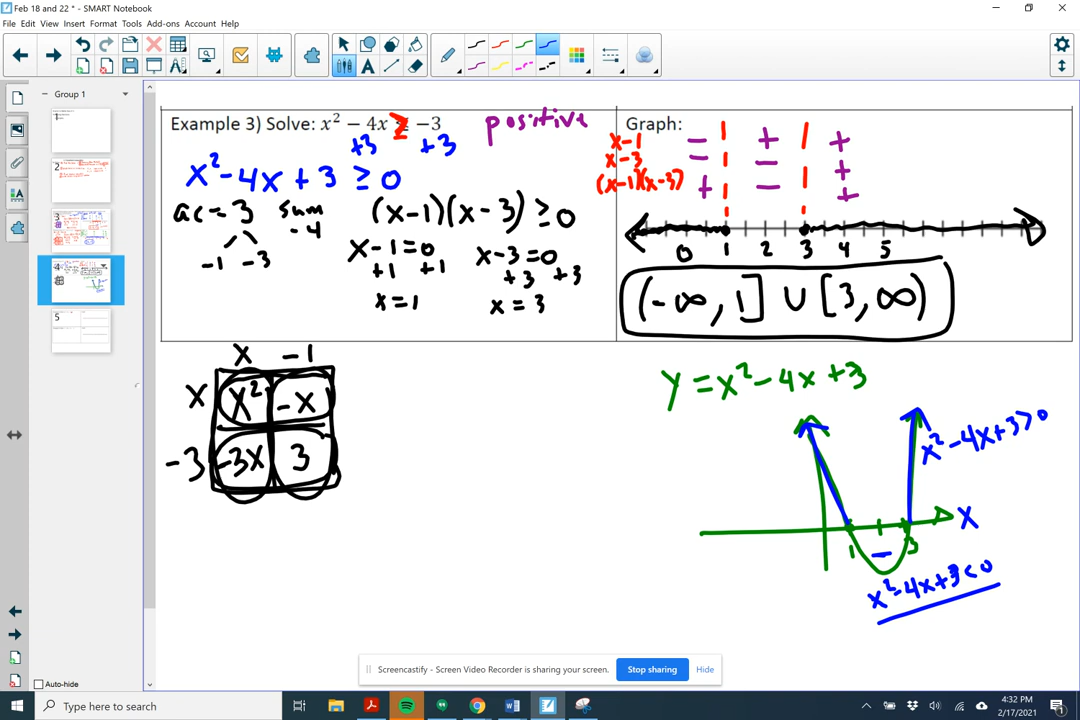 Feb 18 and 22 * - SMART Notebook
File Edit View Insert Format Tools Add-ons Account Help
Group 1
2
3
4
5
Auto-hide
Example 3) Solve: x² − 4x ≥ −3
+3 +3
positive
x² - 4x + 3 ≥ 0
ac = 3 sum
-4
-1 -3
(x-1)(x-3) ≥ 0
x-1=0 x-3=0
+1 +1 +3 +3
x=1 x=3
Graph:
x-1 − + +
x-3 − − +
(x-1)(x-3) + − +
0 1 2 3 4 5
(-∞, 1] ∪ [3, ∞)
x -1
x x² -x
-3 -3x 3
y = x² - 4x + 3
x² - 4x + 3 > 0
x
1 − 3
x² - 4x + 3 < 0
Screencastify - Screen Video Recorder is sharing your screen. Stop sharing Hide
Type here to search
4:32 PM
2/17/2021